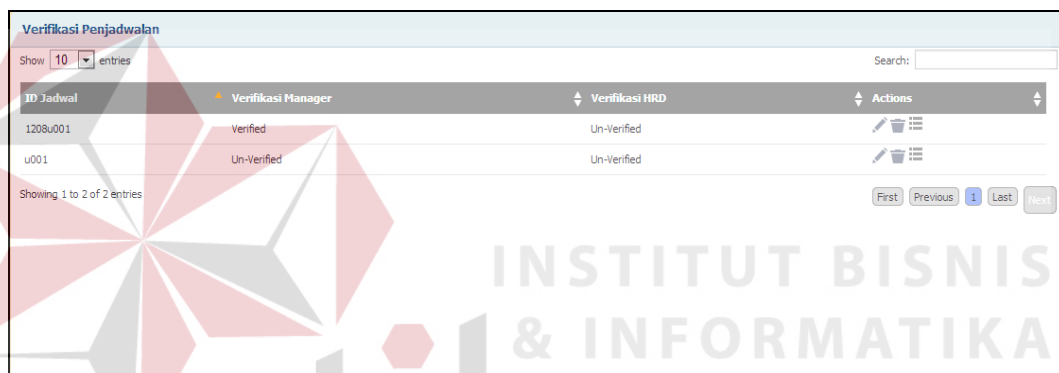 Verifikasi Penjadwalan
Show 10 entries
Search:
ID Jadwal Verifikasi Manager Verifikasi HRD Actions
1208u001 Verified Un-Verified
u001 Un-Verified Un-Verified
Showing 1 to 2 of 2 entries
First Previous 1 Last Next
INSTITUT BISNIS
& INFORMATIKA